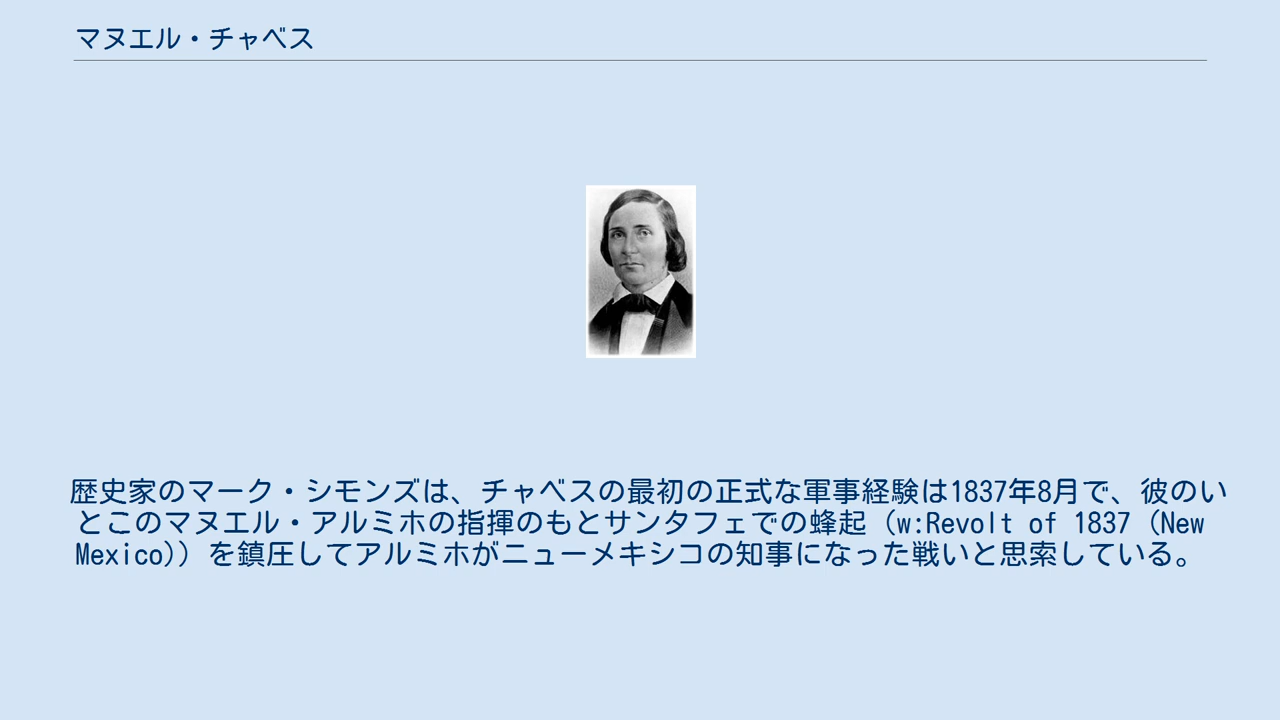 マヌエル・チャベス
歴史家のマーク・シモンズは、チャベスの最初の正式な軍事経験は1837年8月で、彼のい
とこのマヌエル・アルミホの指揮のもとサンタフェでの蜂起（w:Revolt of 1837 (New
Mexico)）を鎮圧してアルミホがニューメキシコの知事になった戦いと思索している。